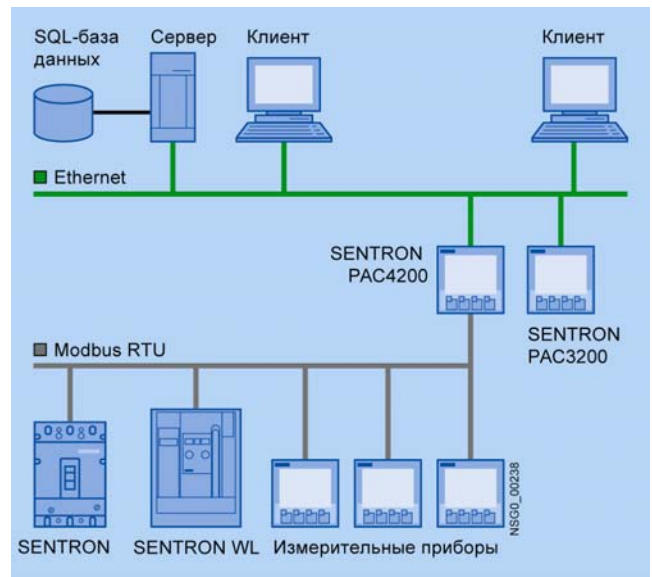 SQL-база
данных
Сервер
Клиент
Клиент
Ethernet
SENTRON
PAC4200
SENTRON
PAC3200
Modbus RTU
SENTRON
SENTRON WL
Измерительные приборы
NSG0_00238